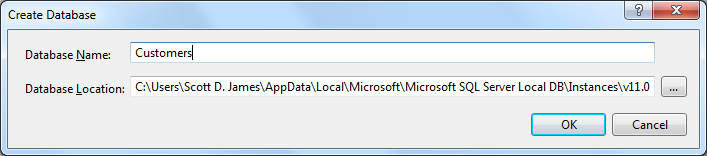 Create Database
?
Database Name: Customers
Database Location: C:\Users\Scott D. James\AppData\Local\Microsoft\Microsoft SQL Server Local DB\Instances\v11.0
...
OK Cancel